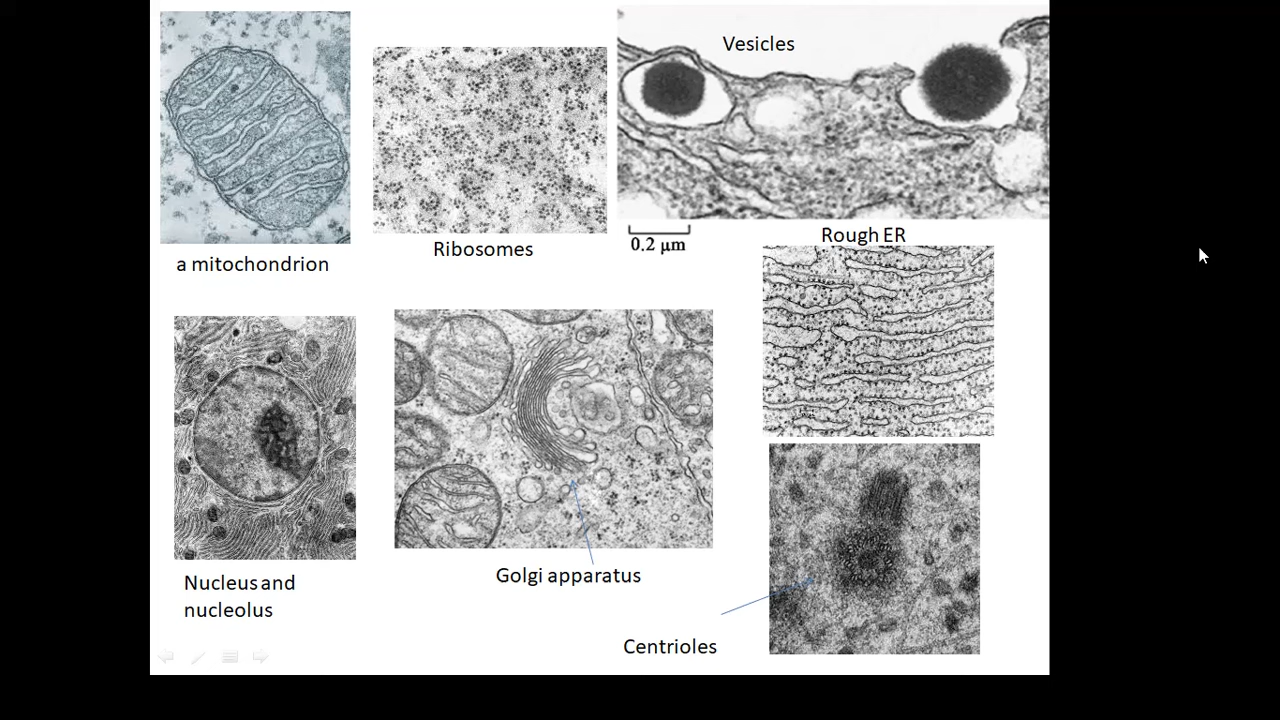 Vesicles
a mitochondrion
Ribosomes
0.2 µm
Rough ER
Nucleus and
nucleolus
Golgi apparatus
Centrioles